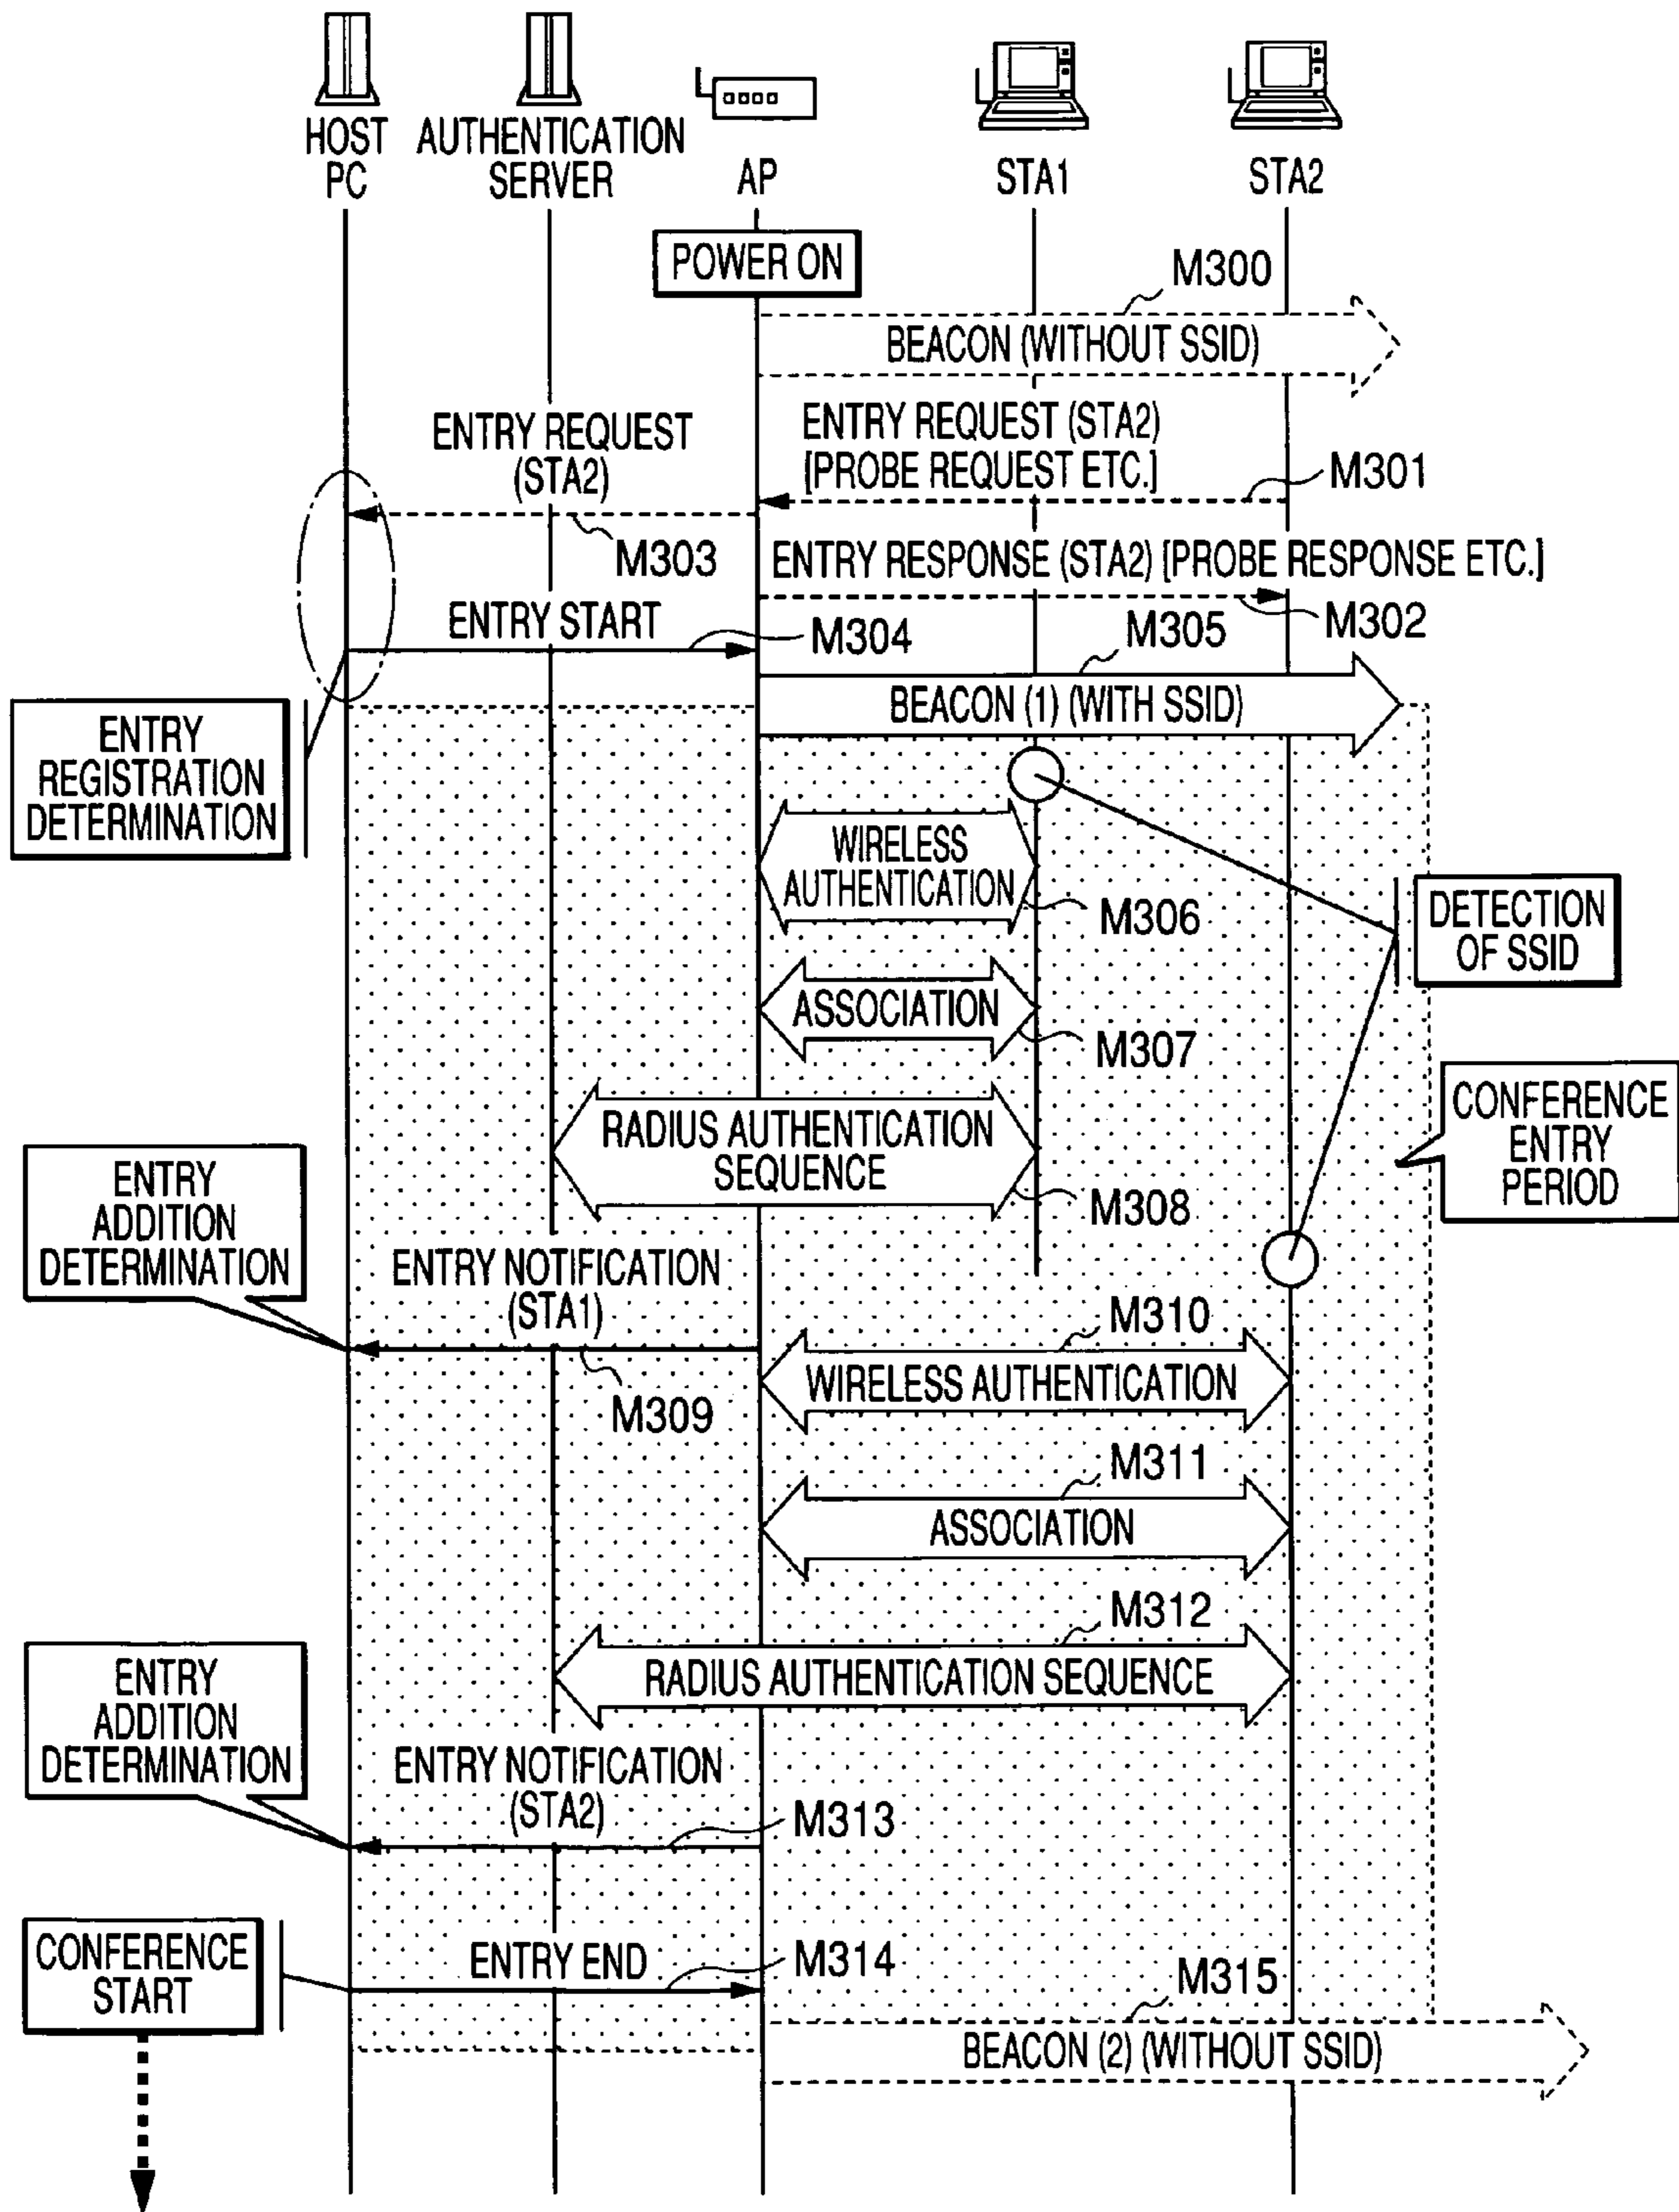 HOST
PC
AUTHENTICATION
SERVER
AP
STA1
STA2
POWER ON
M300
BEACON (WITHOUT SSID)
ENTRY REQUEST
(STA2)
ENTRY REQUEST (STA2)
[PROBE REQUEST ETC.]
M301
M303
ENTRY RESPONSE (STA2) [PROBE RESPONSE ETC.]
M302
ENTRY START
M304
M305
BEACON (1) (WITH SSID)
ENTRY
REGISTRATION
DETERMINATION
WIRELESS
AUTHENTICATION
M306
DETECTION
OF SSID
ASSOCIATION
M307
CONFERENCE
ENTRY
PERIOD
RADIUS AUTHENTICATION
SEQUENCE
M308
ENTRY
ADDITION
DETERMINATION
ENTRY NOTIFICATION
(STA1)
M309
M310
WIRELESS AUTHENTICATION
M311
ASSOCIATION
M312
RADIUS AUTHENTICATION SEQUENCE
ENTRY
ADDITION
DETERMINATION
ENTRY NOTIFICATION
(STA2)
M313
CONFERENCE
START
ENTRY END
M314
M315
BEACON (2) (WITHOUT SSID)